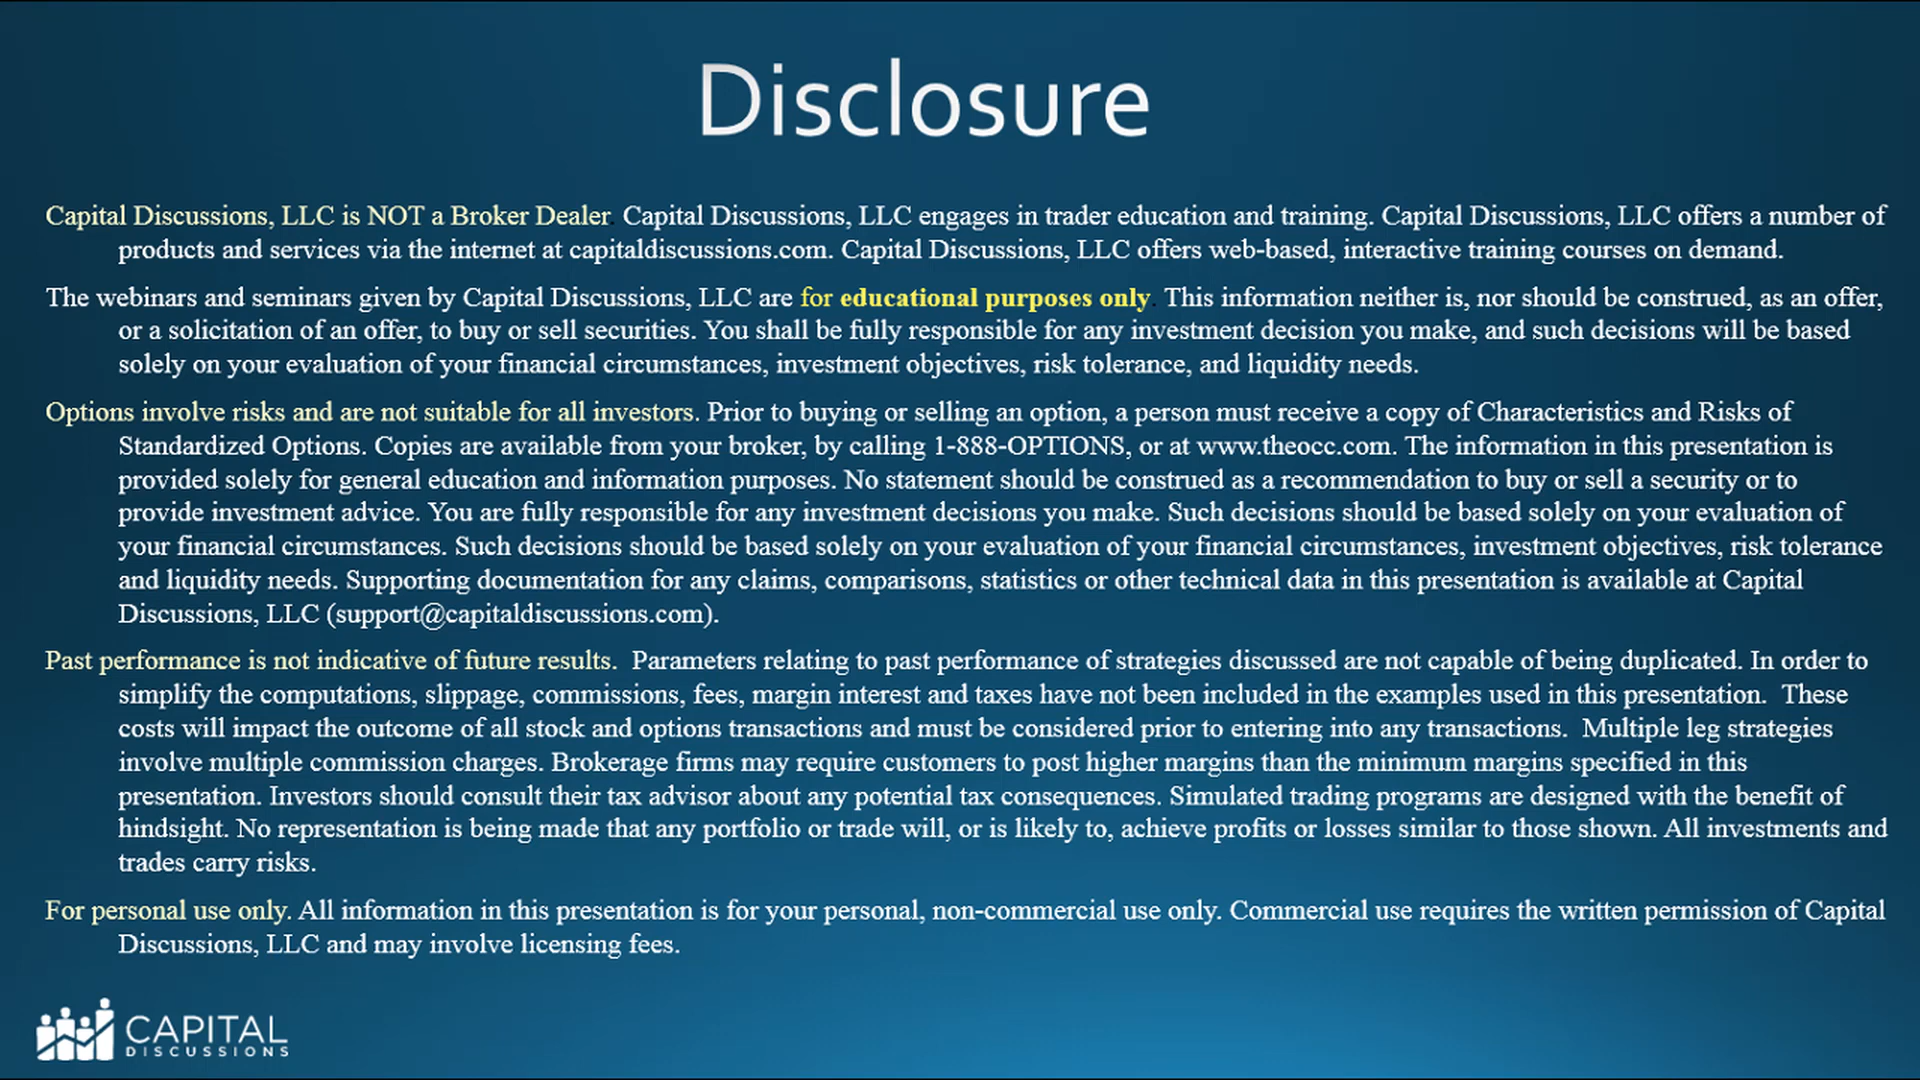 Disclosure
Capital Discussions, LLC is NOT a Broker Dealer. Capital Discussions, LLC engages in trader education and training. Capital Discussions, LLC offers a number of
products and services via the internet at capitaldiscussions.com. Capital Discussions, LLC offers web-based, interactive training courses on demand.
The webinars and seminars given by Capital Discussions, LLC are for educational purposes only. This information neither is, nor should be construed, as an offer,
or a solicitation of an offer, to buy or sell securities. You shall be fully responsible for any investment decision you make, and such decisions will be based
solely on your evaluation of your financial circumstances, investment objectives, risk tolerance, and liquidity needs.
Options involve risks and are not suitable for all investors. Prior to buying or selling an option, a person must receive a copy of Characteristics and Risks of
Standardized Options. Copies are available from your broker, by calling 1-888-OPTIONS, or at www.theocc.com. The information in this presentation is
provided solely for general education and information purposes. No statement should be construed as a recommendation to buy or sell a security or to
provide investment advice. You are fully responsible for any investment decisions you make. Such decisions should be based solely on your evaluation of
your financial circumstances. Such decisions should be based solely on your evaluation of your financial circumstances, investment objectives, risk tolerance
and liquidity needs. Supporting documentation for any claims, comparisons, statistics or other technical data in this presentation is available at Capital
Discussions, LLC (support@capitaldiscussions.com).
Past performance is not indicative of future results. Parameters relating to past performance of strategies discussed are not capable of being duplicated. In order to
simplify the computations, slippage, commissions, fees, margin interest and taxes have not been included in the examples used in this presentation. These
costs will impact the outcome of all stock and options transactions and must be considered prior to entering into any transactions. Multiple leg strategies
involve multiple commission charges. Brokerage firms may require customers to post higher margins than the minimum margins specified in this
presentation. Investors should consult their tax advisor about any potential tax consequences. Simulated trading programs are designed with the benefit of
hindsight. No representation is being made that any portfolio or trade will, or is likely to, achieve profits or losses similar to those shown. All investments and
trades carry risks.
For personal use only. All information in this presentation is for your personal, non-commercial use only. Commercial use requires the written permission of Capital
Discussions, LLC and may involve licensing fees.
CAPITAL
DISCUSSIONS